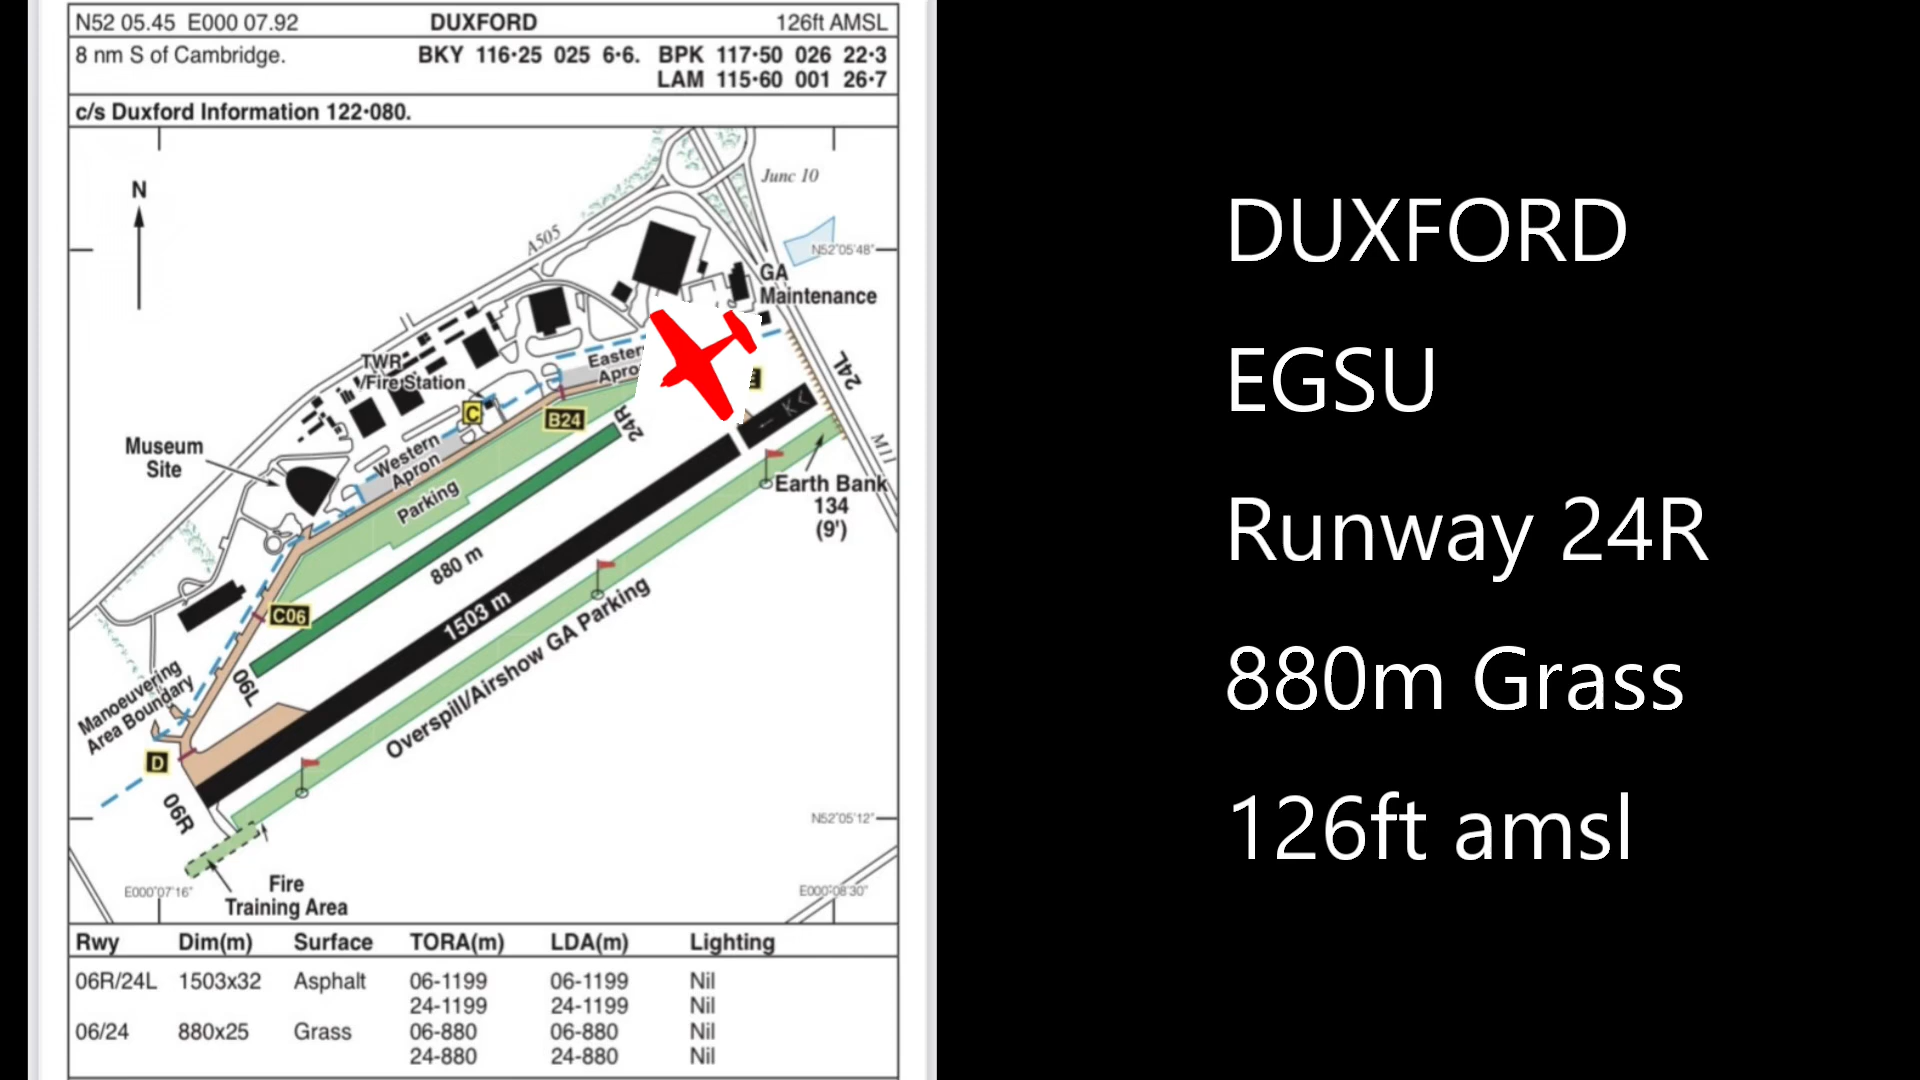 N52 05.45 E000 07.92 DUXFORD 126ft AMSL
8 nm S of Cambridge. BKY 116·25 025 6·6. BPK 117·50 026 22·3
LAM 115·60 001 26·7
c/s Duxford Information 122·080.
Junc 10
N
A505
N52°05'48"
GA
Maintenance
TWR
/Fire Station
Eastern
Apro
24L
C
B24
24R
K
M11
Museum
Site
Western
Apron
Parking
Earth Bank
134
(9')
880 m
1503 m
C06
Overspill/Airshow GA Parking
06L
Manoeuvering
Area Boundary
D
06R
N52°05'12"
E000°07'16"
E000°08'30"
Fire
Training Area
Rwy Dim(m) Surface TORA(m) LDA(m) Lighting
06R/24L 1503x32 Asphalt 06-1199 06-1199 Nil
24-1199 24-1199 Nil
06/24 880x25 Grass 06-880 06-880 Nil
24-880 24-880 Nil
DUXFORD
EGSU
Runway 24R
880m Grass
126ft amsl